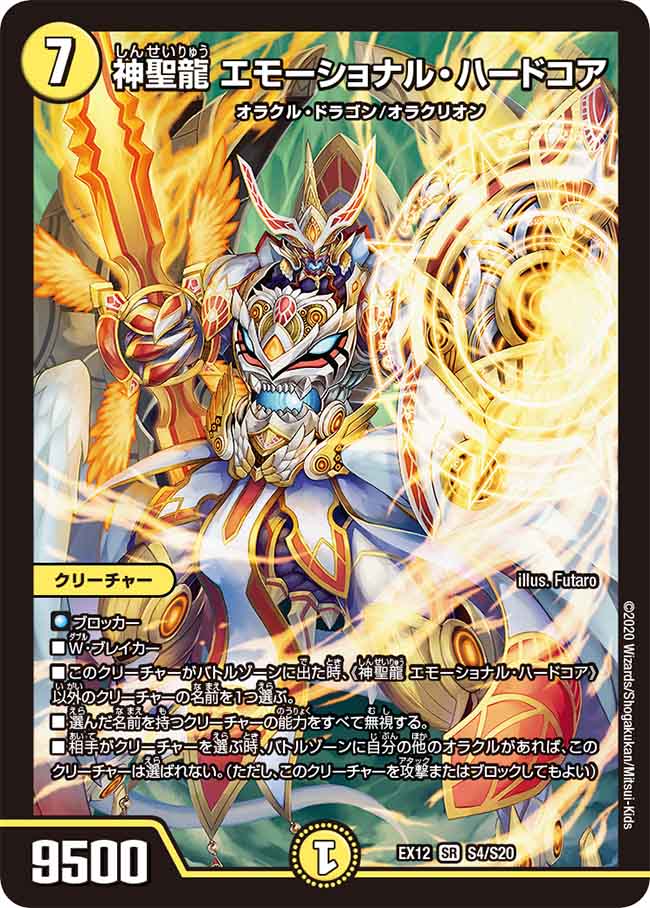 7
神聖龍 エモーショナル・ハードコア
オラクル・ドラゴン/オラクリオン
クリーチャー
illus. Futaro
ブロッカー
■W・ブレイカー
■このクリーチャーがバトルゾーンに出た時、《神聖龍 エモーショナル・ハードコア》
以外のクリーチャーの名前を1つ選ぶ。
■選んだ名前を持つクリーチャーの能力をすべて無視する。
■相手がクリーチャーを選ぶ時、バトルゾーンに自分の他のオラクルがあれば、この
クリーチャーは選ばれない。(ただし、このクリーチャーを攻撃またはブロックしてもよい)
©2020 Wizards/Shogakukan/Mitsui-Kids
9500
1
EX12 SR S4/S20